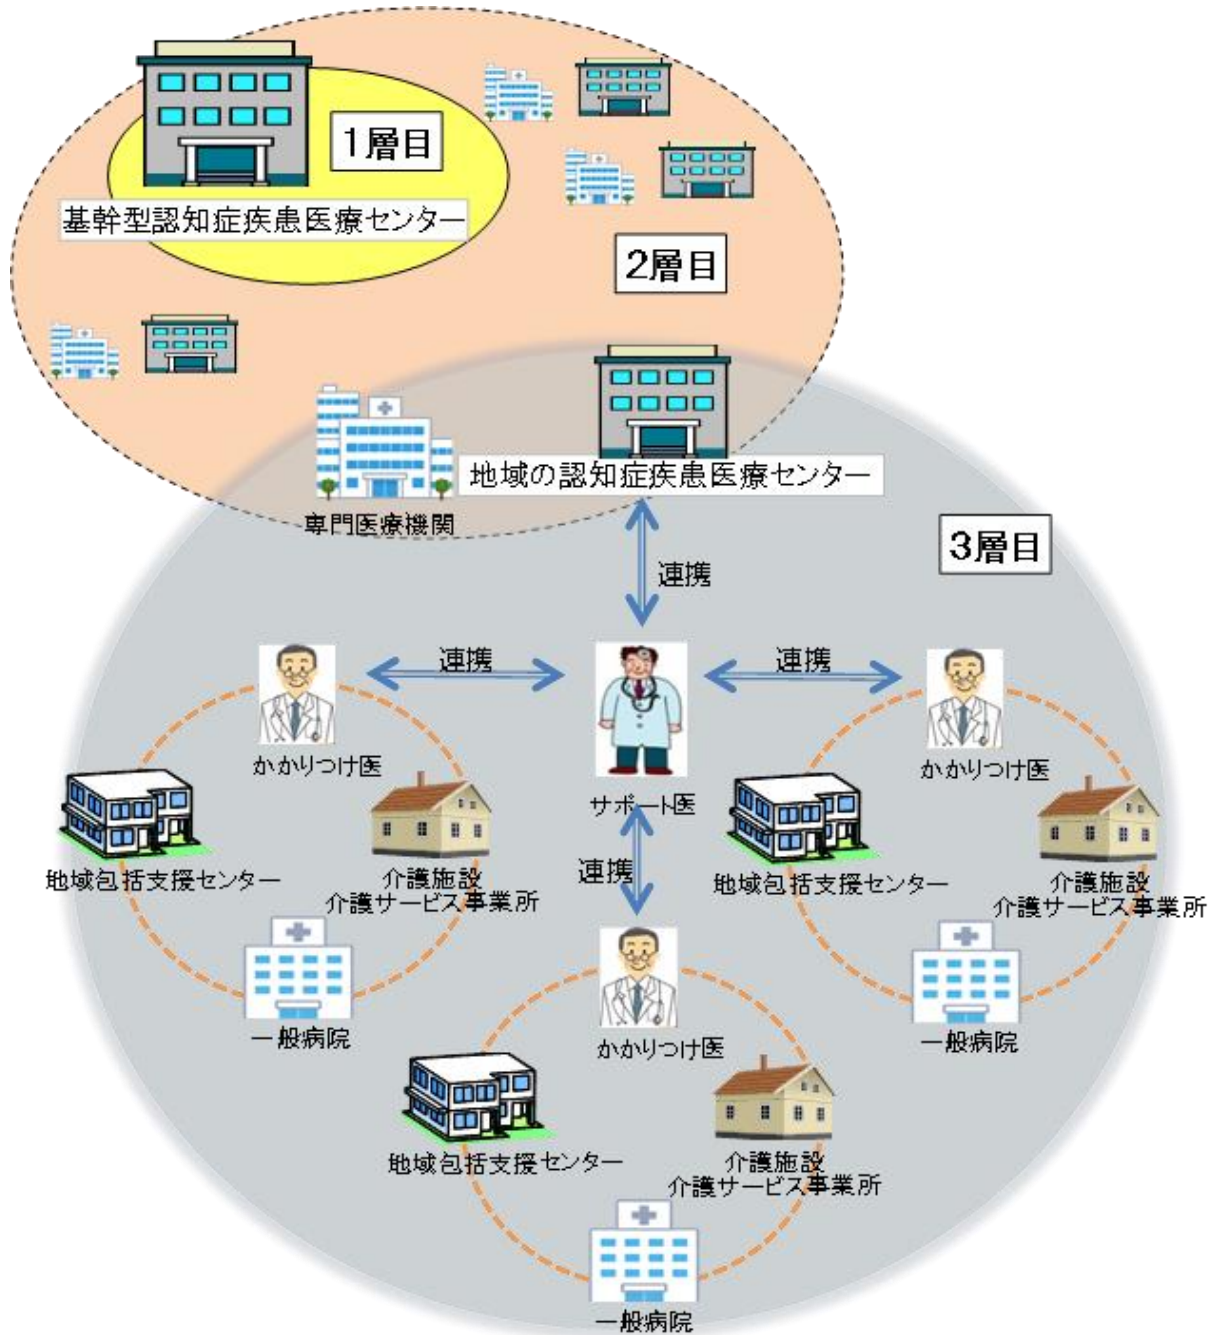 1層目
基幹型認知症疾患医療センター
2層目
地域の認知症疾患医療センター
専門医療機関
3層目
連携
連携
連携
かかりつけ医
サポート医
かかりつけ医
地域包括支援センター
介護施設
介護サービス事業所
連携
地域包括支援センター
介護施設
介護サービス事業所
一般病院
かかりつけ医
一般病院
地域包括支援センター
介護施設
介護サービス事業所
一般病院